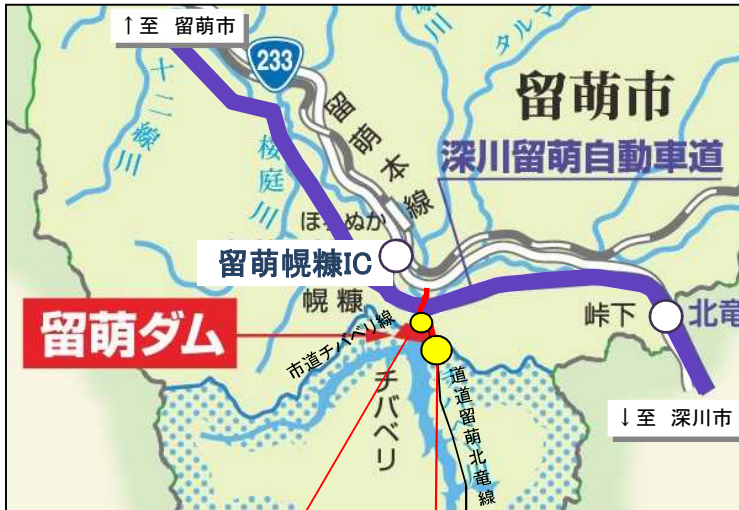 ↑至 留萌市
233
十二線川
桜庭川
留萌本線
タルマ
留萌市
深川留萌自動車道
ほろぬか
留萌幌糠IC
幌糠
峠下
北竜
留萌ダム
市道チバベリ線
チバベリ
道道留萌北竜線
↓至 深川市